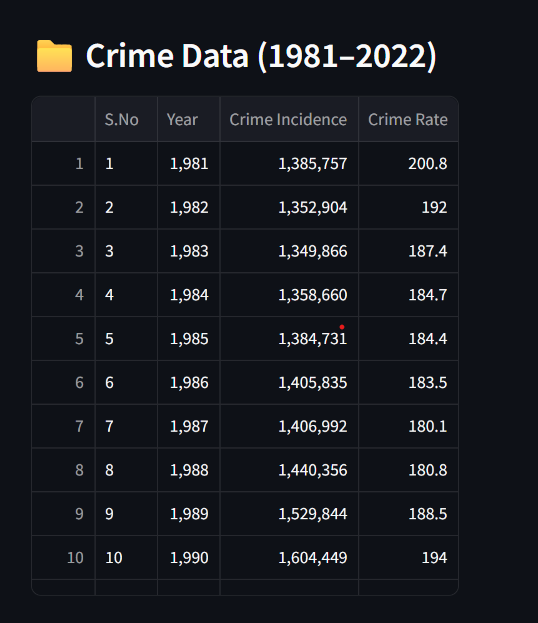 Crime Data (1981–2022)
S.No Year Crime Incidence Crime Rate
1 1 1,981 1,385,757 200.8
2 2 1,982 1,352,904 192
3 3 1,983 1,349,866 187.4
4 4 1,984 1,358,660 184.7
5 5 1,985 1,384,731 184.4
6 6 1,986 1,405,835 183.5
7 7 1,987 1,406,992 180.1
8 8 1,988 1,440,356 180.8
9 9 1,989 1,529,844 188.5
10 10 1,990 1,604,449 194